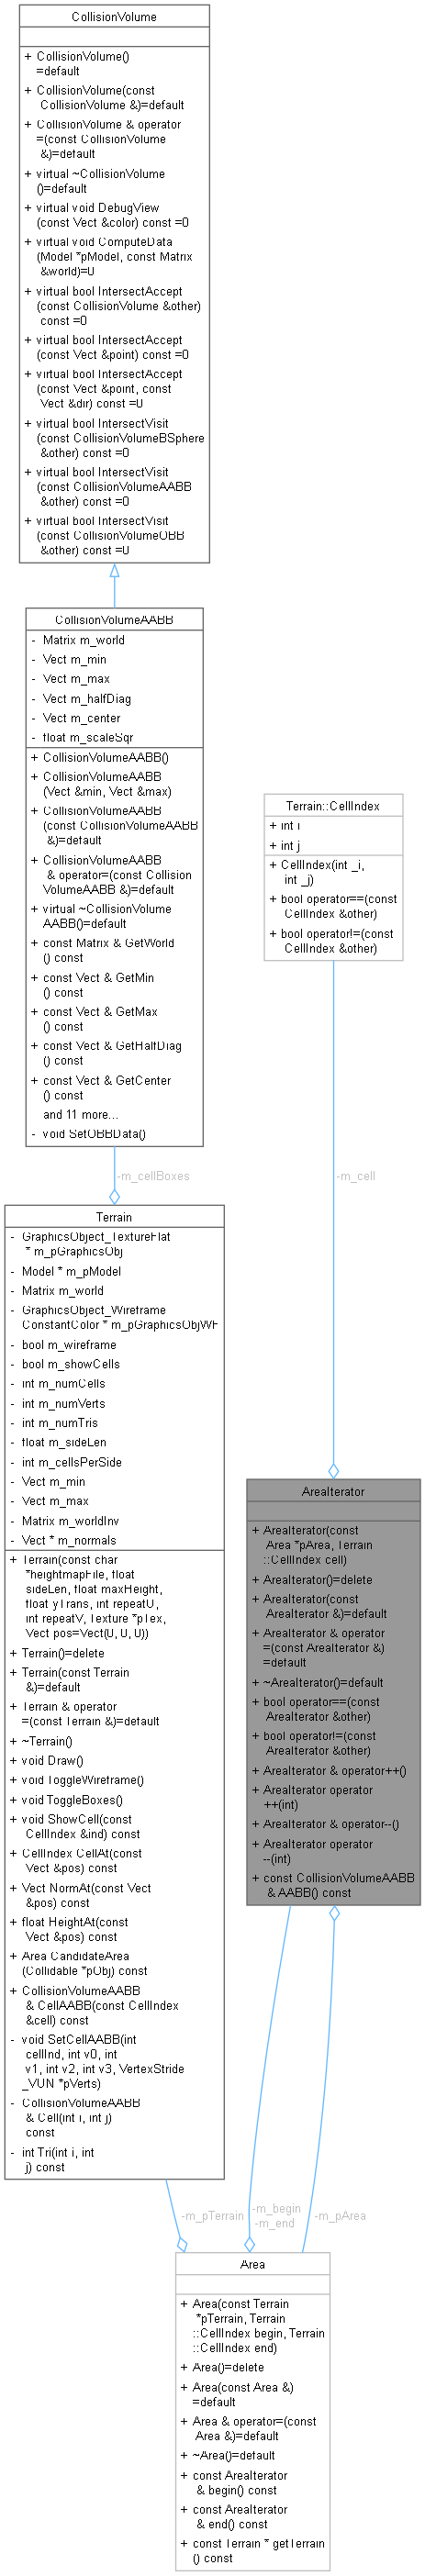 CollisionVolume
+ CollisionVolume()
=default
+ CollisionVolume(const
CollisionVolume &)=default
+ CollisionVolume & operator
=(const CollisionVolume
&)=default
+ virtual ~CollisionVolume
()=default
+ virtual void DebugView
(const Vect &color) const =0
+ virtual void ComputeData
(Model *pModel, const Matrix
&world)=0
+ virtual bool IntersectAccept
(const CollisionVolume &other)
const =0
+ virtual bool IntersectAccept
(const Vect &point) const =0
+ virtual bool IntersectAccept
(const Vect &point, const
Vect &dir) const =0
+ virtual bool IntersectVisit
(const CollisionVolumeBSphere
&other) const =0
+ virtual bool IntersectVisit
(const CollisionVolumeAABB
&other) const =0
+ virtual bool IntersectVisit
(const CollisionVolumeOBB
&other) const =0
CollisionVolumeAABB
- Matrix m_world
- Vect m_min
- Vect m_max
- Vect m_halfDiag
- Vect m_center
- float m_scaleSqr
+ CollisionVolumeAABB()
+ CollisionVolumeAABB
(Vect &min, Vect &max)
+ CollisionVolumeAABB
(const CollisionVolumeAABB
&)=default
+ CollisionVolumeAABB
& operator=(const Collision
VolumeAABB &)=default
+ virtual ~CollisionVolume
AABB()=default
+ const Matrix & GetWorld
() const
+ const Vect & GetMin
() const
+ const Vect & GetMax
() const
+ const Vect & GetHalfDiag
() const
+ const Vect & GetCenter
() const
and 11 more...
- void SetOBBData()
Terrain::CellIndex
+ int i
+ int j
+ CellIndex(int _i,
int _j)
+ bool operator==(const
CellIndex &other)
+ bool operator!=(const
CellIndex &other)
-m_cellBoxes
-m_cell
Terrain
- GraphicsObject_TextureFlat
* m_pGraphicsObj
- Model * m_pModel
- Matrix m_world
- GraphicsObject_Wireframe
ConstantColor * m_pGraphicsObjWF
- bool m_wireframe
- bool m_showCells
- int m_numCells
- int m_numVerts
- int m_numTris
- float m_sideLen
- int m_cellsPerSide
- Vect m_min
- Vect m_max
- Matrix m_worldInv
- Vect * m_normals
+ Terrain(const char
*heightmapFile, float
sideLen, float maxHeight,
float yTrans, int repeatU,
int repeatV, Texture *pTex,
Vect pos=Vect(0, 0, 0))
+ Terrain()=delete
+ Terrain(const Terrain
&)=default
+ Terrain & operator
=(const Terrain &)=default
+ ~Terrain()
+ void Draw()
+ void ToggleWireframe()
+ void ToggleBoxes()
+ void ShowCell(const
CellIndex &ind) const
+ CellIndex CellAt(const
Vect &pos) const
+ Vect NormAt(const Vect
&pos) const
+ float HeightAt(const
Vect &pos) const
+ Area CandidateArea
(Collidable *pObj) const
+ CollisionVolumeAABB
& CellAABB(const CellIndex
&cell) const
- void SetCellAABB(int
cellInd, int v0, int
v1, int v2, int v3, VertexStride
_VUN *pVerts)
- CollisionVolumeAABB
& Cell(int i, int j)
const
- int Tri(int i, int
j) const
AreaIterator
+ AreaIterator(const
Area *pArea, Terrain
::CellIndex cell)
+ AreaIterator()=delete
+ AreaIterator(const
AreaIterator &)=default
+ AreaIterator & operator
=(const AreaIterator &)
=default
+ ~AreaIterator()=default
+ bool operator==(const
AreaIterator &other)
+ bool operator!=(const
AreaIterator &other)
+ AreaIterator & operator++()
+ AreaIterator operator
++(int)
+ AreaIterator & operator--()
+ AreaIterator operator
--(int)
+ const CollisionVolumeAABB
& AABB() const
-m_pTerrain
-m_begin
-m_end
-m_pArea
Area
+ Area(const Terrain
*pTerrain, Terrain
::CellIndex begin, Terrain
::CellIndex end)
+ Area()=delete
+ Area(const Area &)
=default
+ Area & operator=(const
Area &)=default
+ ~Area()=default
+ const AreaIterator
& begin() const
+ const AreaIterator
& end() const
+ const Terrain * getTerrain
() const